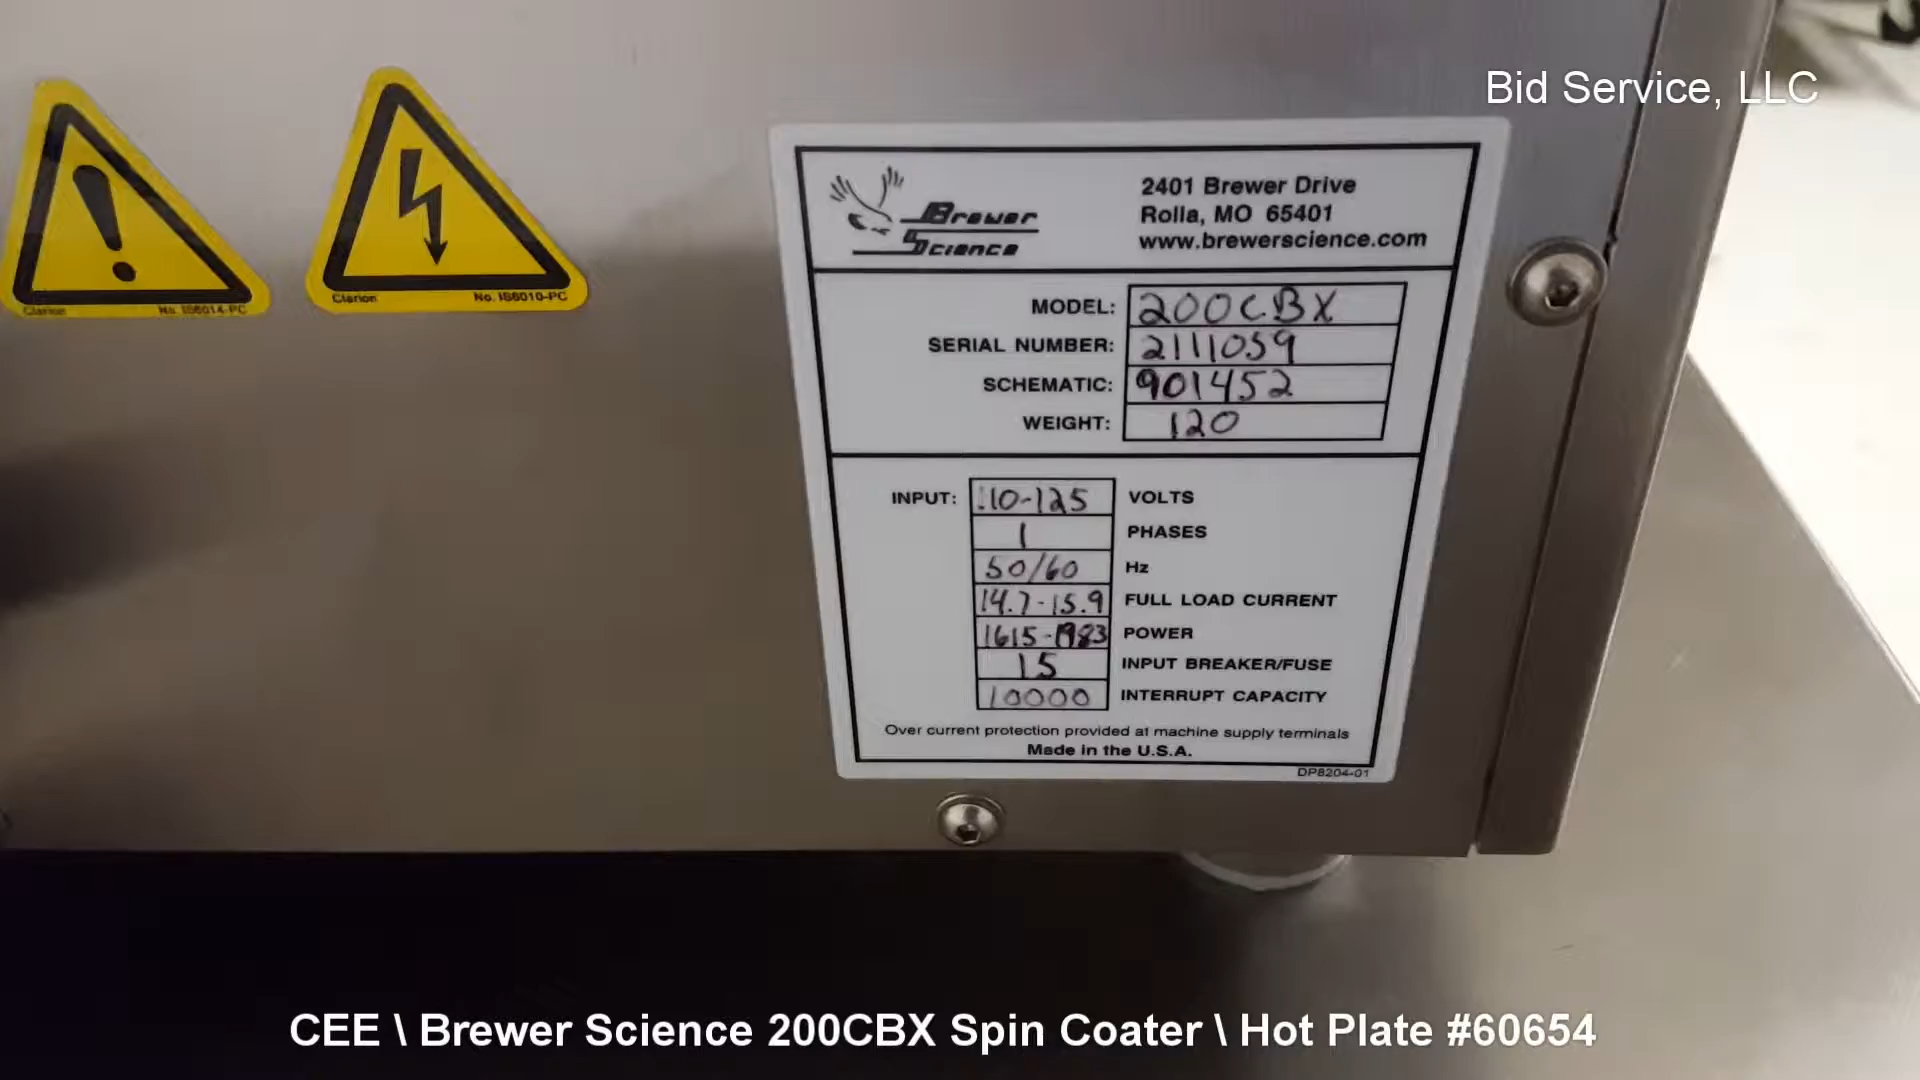 Bid Service, LLC
Clarion
No. IS6014-PC
Clarion
No. IS6010-PC
Brewer
Science
2401 Brewer Drive
Rolla, MO 65401
www.brewerscience.com
MODEL: 200CBX
SERIAL NUMBER: 2111059
SCHEMATIC: 901452
WEIGHT: 120
INPUT: 110-125 VOLTS
1 PHASES
50/60 Hz
14.7-15.9 FULL LOAD CURRENT
1615-1983 POWER
15 INPUT BREAKER/FUSE
10000 INTERRUPT CAPACITY
Over current protection provided at machine supply terminals
Made in the U.S.A.
DP8204-01
CEE \ Brewer Science 200CBX Spin Coater \ Hot Plate #60654